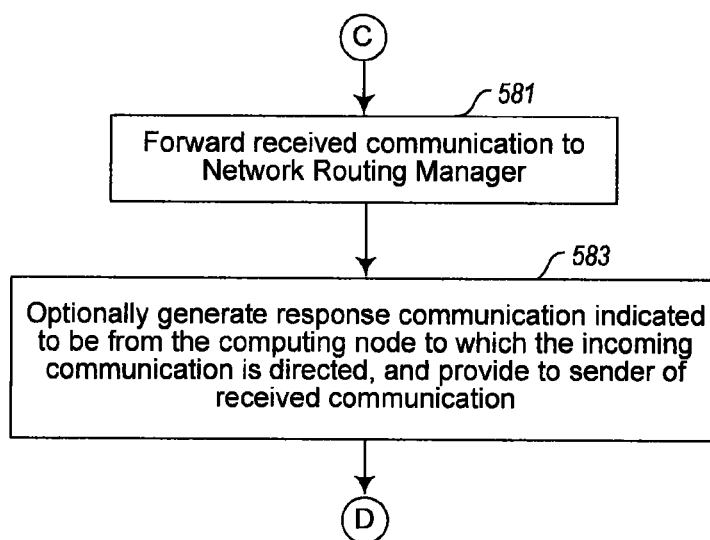 C
581
Forward received communication to
Network Routing Manager
583
Optionally generate response communication indicated
to be from the computing node to which the incoming
communication is directed, and provide to sender of
received communication
D